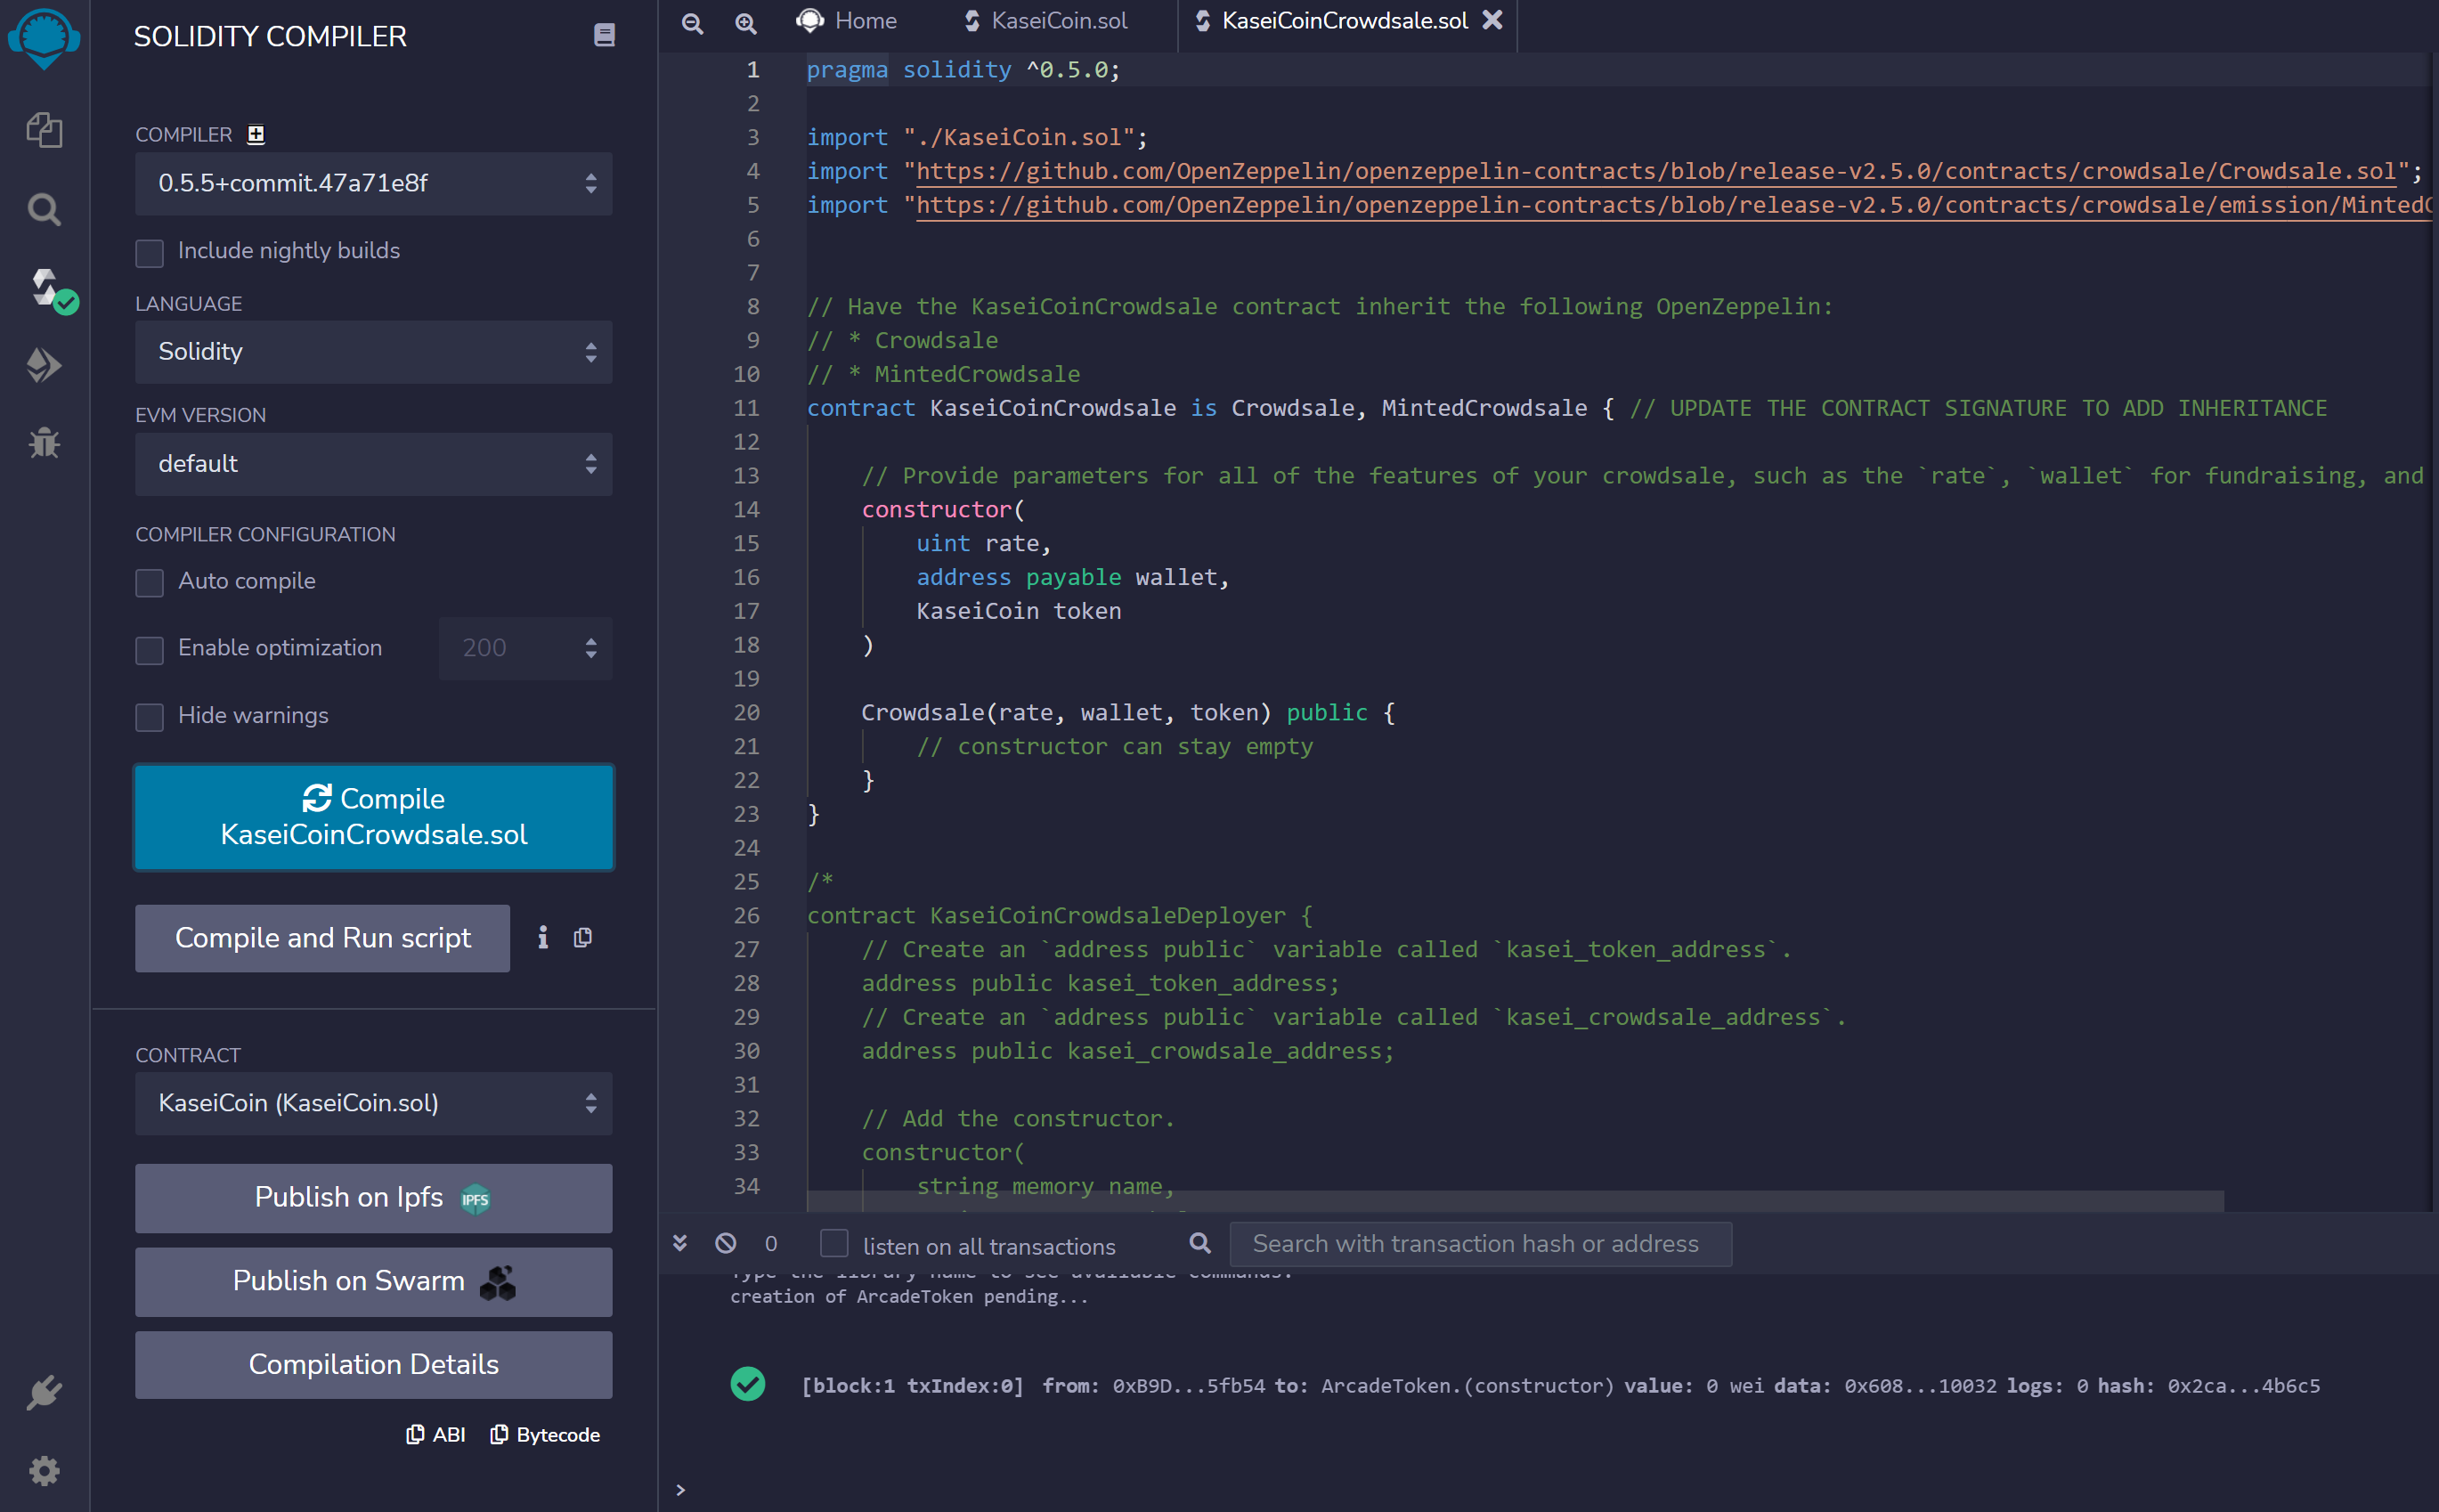 SOLIDITY COMPILER
COMPILER
0.5.5+commit.47a71e8f
Include nightly builds
LANGUAGE
Solidity
EVM VERSION
default
COMPILER CONFIGURATION
Auto compile
Enable optimization 200
Hide warnings
Compile
KaseiCoinCrowdsale.sol
Compile and Run script
CONTRACT
KaseiCoin (KaseiCoin.sol)
Publish on Ipfs IPFS
Publish on Swarm
Compilation Details
ABI Bytecode
Home KaseiCoin.sol KaseiCoinCrowdsale.sol
1 pragma solidity ^0.5.0;
2
3 import "./KaseiCoin.sol";
4 import "https://github.com/OpenZeppelin/openzeppelin-contracts/blob/release-v2.5.0/contracts/crowdsale/Crowdsale.sol";
5 import "https://github.com/OpenZeppelin/openzeppelin-contracts/blob/release-v2.5.0/contracts/crowdsale/emission/MintedC
6
7
8 // Have the KaseiCoinCrowdsale contract inherit the following OpenZeppelin:
9 // * Crowdsale
10 // * MintedCrowdsale
11 contract KaseiCoinCrowdsale is Crowdsale, MintedCrowdsale { // UPDATE THE CONTRACT SIGNATURE TO ADD INHERITANCE
12
13 // Provide parameters for all of the features of your crowdsale, such as the `rate`, `wallet` for fundraising, and
14 constructor(
15 uint rate,
16 address payable wallet,
17 KaseiCoin token
18 )
19
20 Crowdsale(rate, wallet, token) public {
21 // constructor can stay empty
22 }
23 }
24
25 /*
26 contract KaseiCoinCrowdsaleDeployer {
27 // Create an `address public` variable called `kasei_token_address`.
28 address public kasei_token_address;
29 // Create an `address public` variable called `kasei_crowdsale_address`.
30 address public kasei_crowdsale_address;
31
32 // Add the constructor.
33 constructor(
34 string memory name,
0 listen on all transactions Search with transaction hash or address
Type the library name to see available commands.
creation of ArcadeToken pending...
[block:1 txIndex:0] from: 0xB9D...5fb54 to: ArcadeToken.(constructor) value: 0 wei data: 0x608...10032 logs: 0 hash: 0x2ca...4b6c5
>